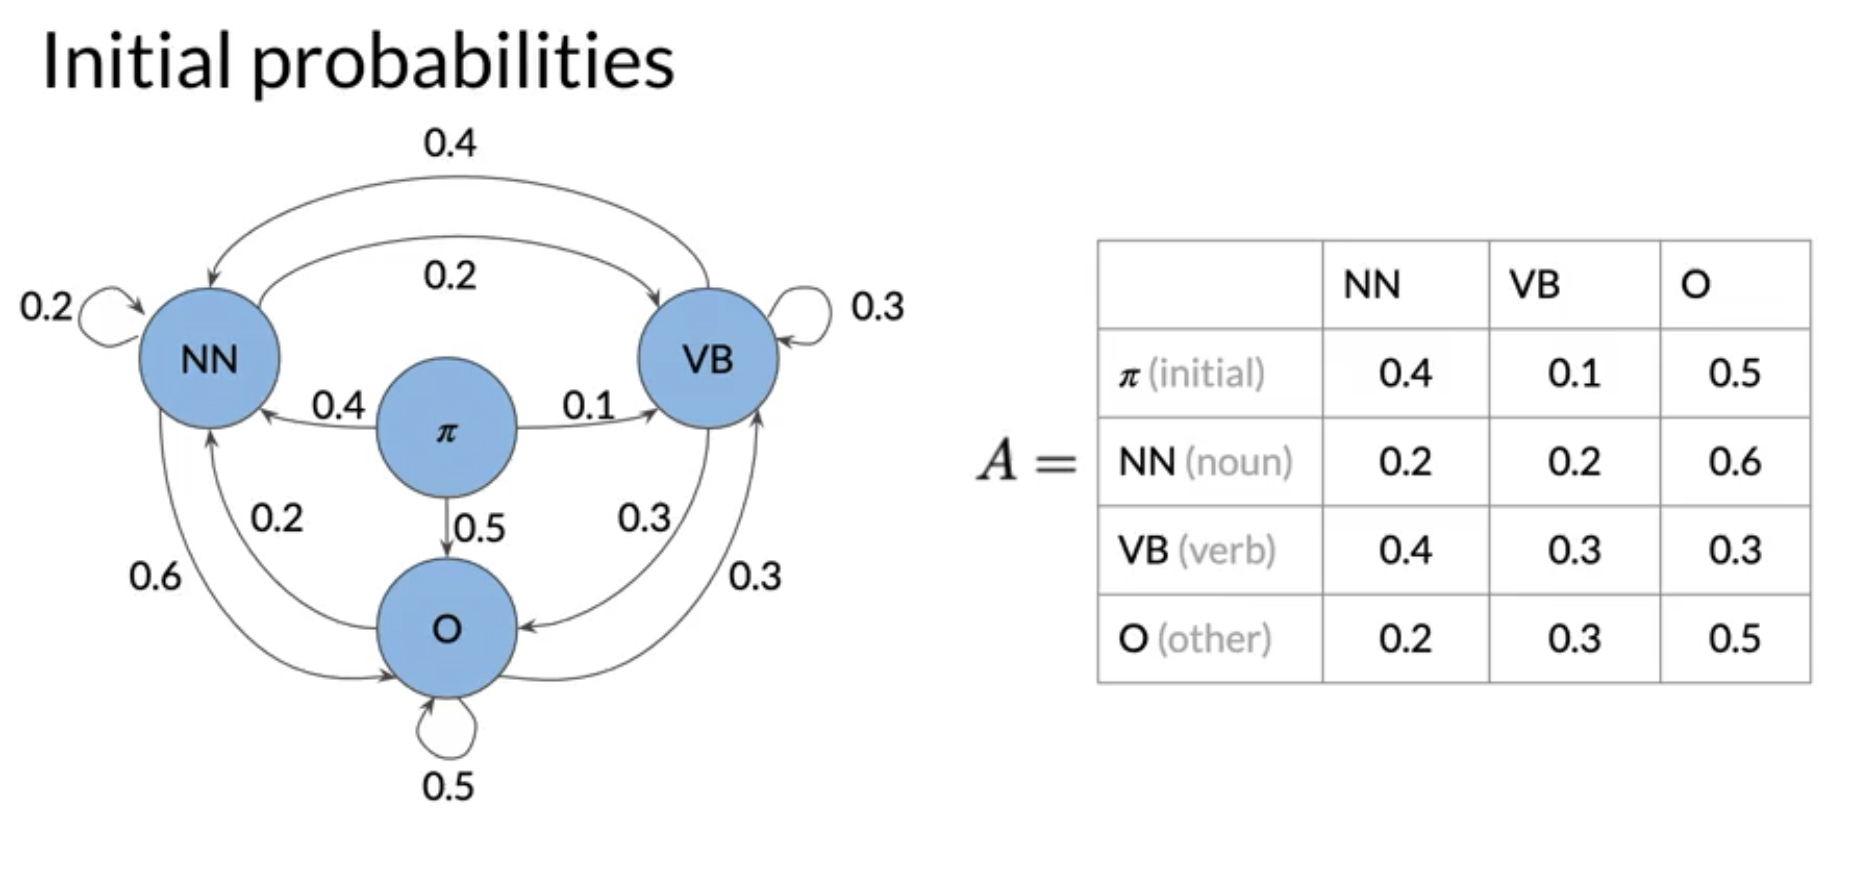 Initial probabilities
0.4
0.2
0.2
0.3
NN
VB
0.4
0.1
π
0.2
0.5
0.3
0.6
0.3
O
0.5
A =
NN VB O
π (initial) 0.4 0.1 0.5
NN (noun) 0.2 0.2 0.6
VB (verb) 0.4 0.3 0.3
O (other) 0.2 0.3 0.5